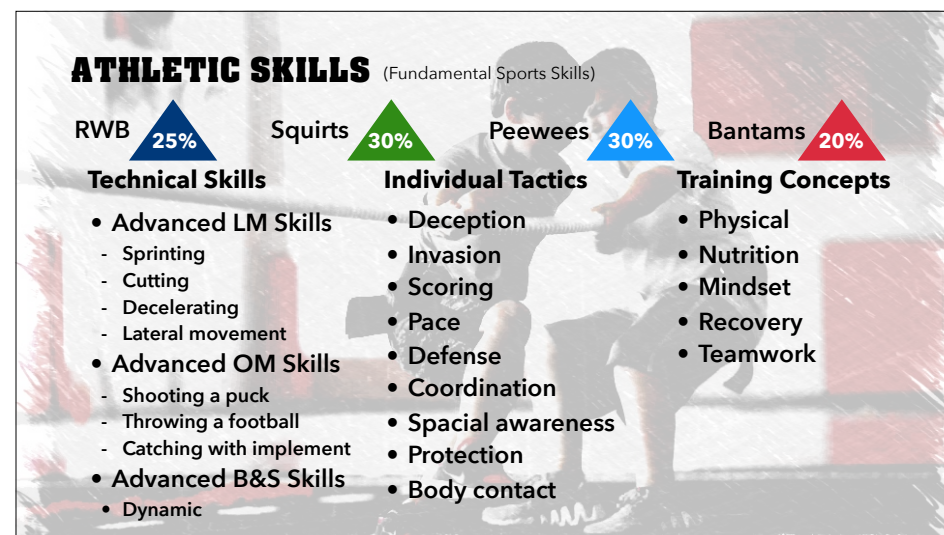 ATHLETIC SKILLS (Fundamental Sports Skills)
RWB 25% Squirts 30% Peewees 30% Bantams 20%
Technical Skills
• Advanced LM Skills
- Sprinting
- Cutting
- Decelerating
- Lateral movement
• Advanced OM Skills
- Shooting a puck
- Throwing a football
- Catching with implement
• Advanced B&S Skills
• Dynamic
Individual Tactics
• Deception
• Invasion
• Scoring
• Pace
• Defense
• Coordination
• Spacial awareness
• Protection
• Body contact
Training Concepts
• Physical
• Nutrition
• Mindset
• Recovery
• Teamwork